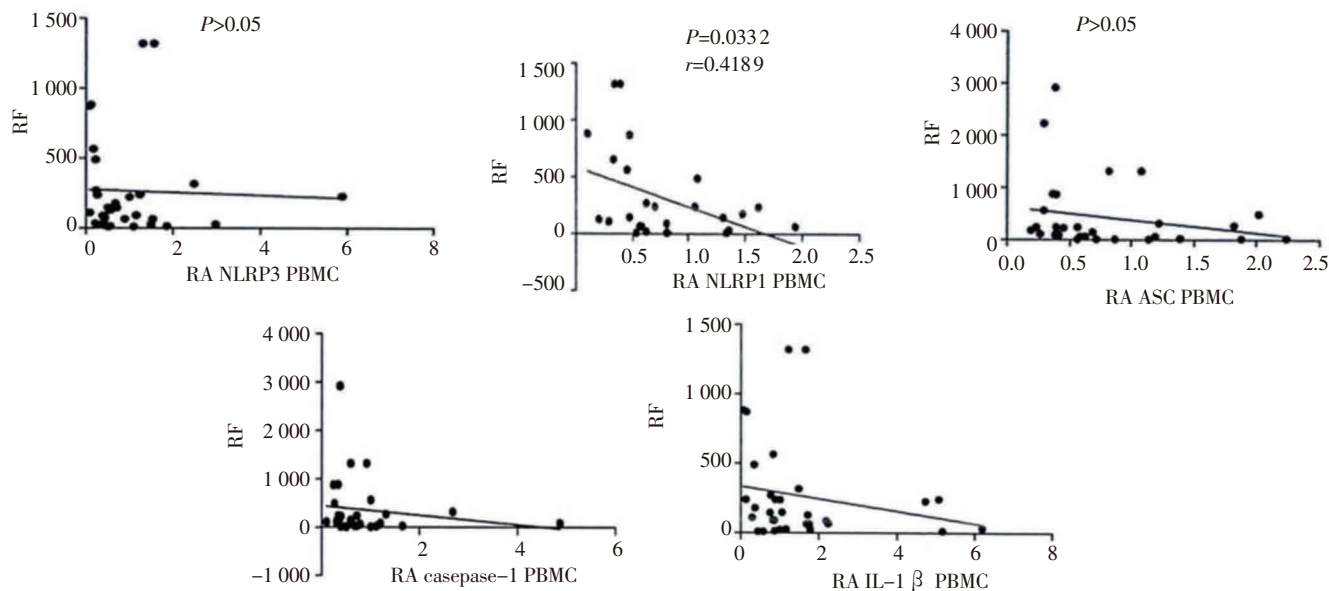 P>0.05
1 500
1 000
500
0
RF
0 2 4 6 8
RA NLRP3 PBMC
P=0.0332
r=0.4189
1 500
1 000
500
0
-500
RF
0.5 1.0 1.5 2.0 2.5
RA NLRP1 PBMC
P>0.05
4 000
3 000
2 000
1 000
0
RF
0.0 0.5 1.0 1.5 2.0 2.5
RA ASC PBMC
4 000
3 000
2 000
1 000
0
-1 000
RF
2 4 6
RA casepase-1 PBMC
1 500
1 000
500
0
RF
0 2 4 6 8
RA IL-1 β PBMC